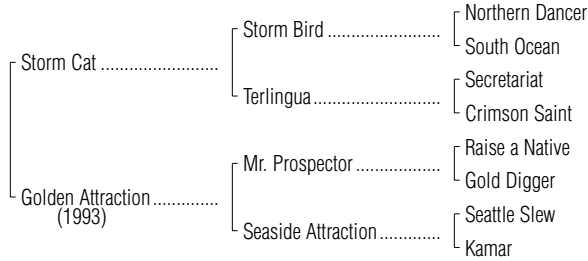 Northern Dancer
Storm Bird ........................
South Ocean
Storm Cat .........................
Secretariat
Terlingua ...........................
Crimson Saint
Raise a Native
Mr. Prospector ..................
Gold Digger
Golden Attraction ..............
(1993)
Seattle Slew
Seaside Attraction .............
Kamar